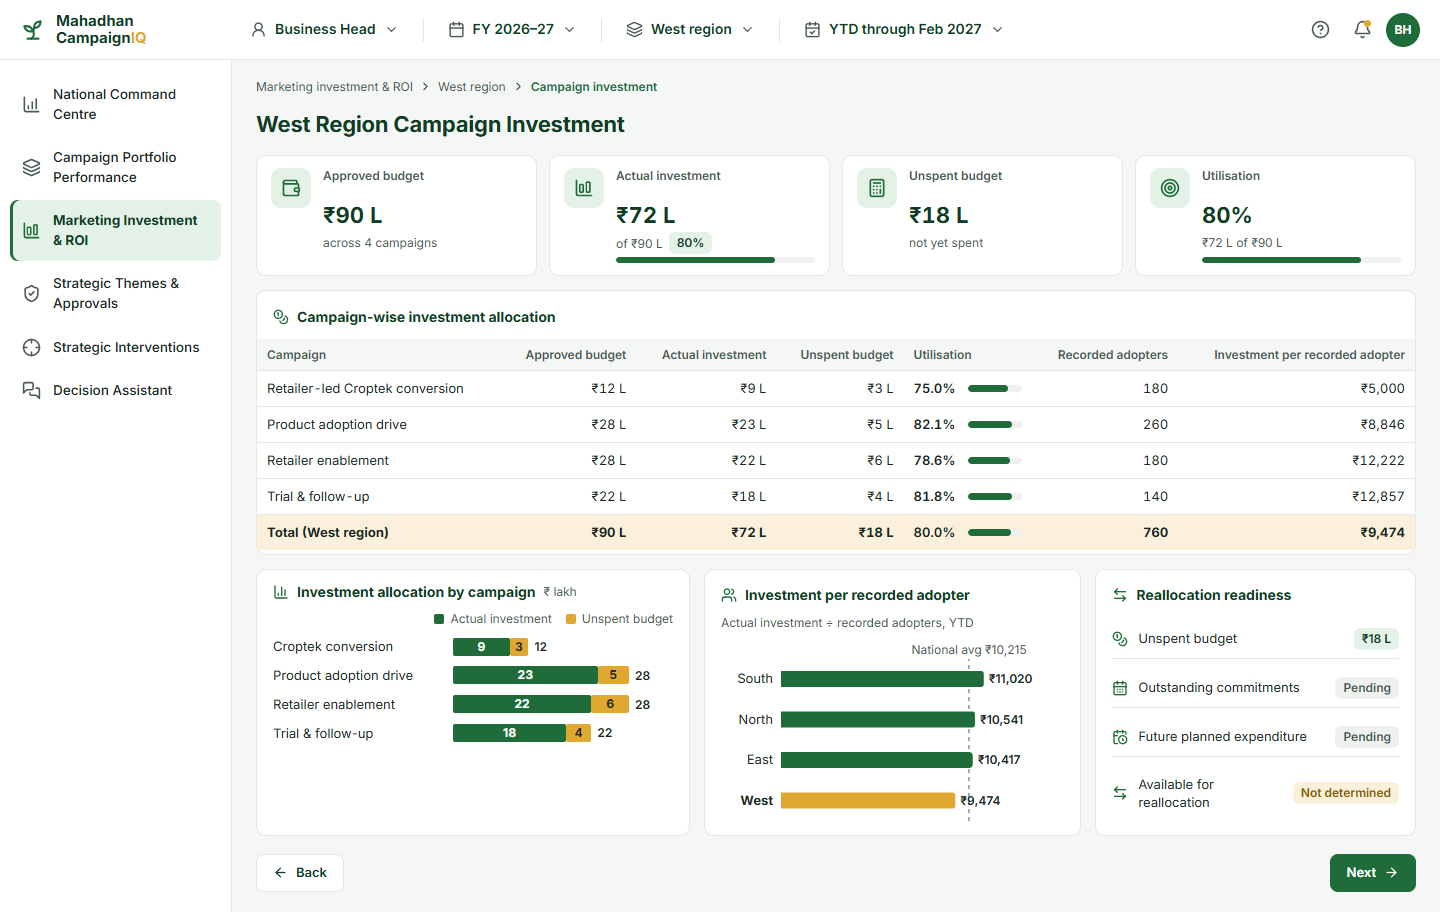 Mahadhan
CampaignIQ
Business Head
FY 2026–27
West region
YTD through Feb 2027
BH
National Command
Centre
Campaign Portfolio
Performance
Marketing Investment
& ROI
Strategic Themes &
Approvals
Strategic Interventions
Decision Assistant
Marketing investment & ROI > West region > Campaign investment
West Region Campaign Investment
Approved budget
₹90 L
across 4 campaigns
Actual investment
₹72 L
of ₹90 L 80%
Unspent budget
₹18 L
not yet spent
Utilisation
80%
₹72 L of ₹90 L
Campaign-wise investment allocation
Campaign Approved budget Actual investment Unspent budget Utilisation Recorded adopters Investment per recorded adopter
Retailer-led Croptek conversion ₹12 L ₹9 L ₹3 L 75.0% 180 ₹5,000
Product adoption drive ₹28 L ₹23 L ₹5 L 82.1% 260 ₹8,846
Retailer enablement ₹28 L ₹22 L ₹6 L 78.6% 180 ₹12,222
Trial & follow-up ₹22 L ₹18 L ₹4 L 81.8% 140 ₹12,857
Total (West region) ₹90 L ₹72 L ₹18 L 80.0% 760 ₹9,474
Investment allocation by campaign ₹ lakh
Actual investment Unspent budget
Croptek conversion 9 3 12
Product adoption drive 23 5 28
Retailer enablement 22 6 28
Trial & follow-up 18 4 22
Investment per recorded adopter
Actual investment ÷ recorded adopters, YTD
National avg ₹10,215
South ₹11,020
North ₹10,541
East ₹10,417
West ₹9,474
Reallocation readiness
Unspent budget ₹18 L
Outstanding commitments Pending
Future planned expenditure Pending
Available for
reallocation
Not determined
← Back
Next →